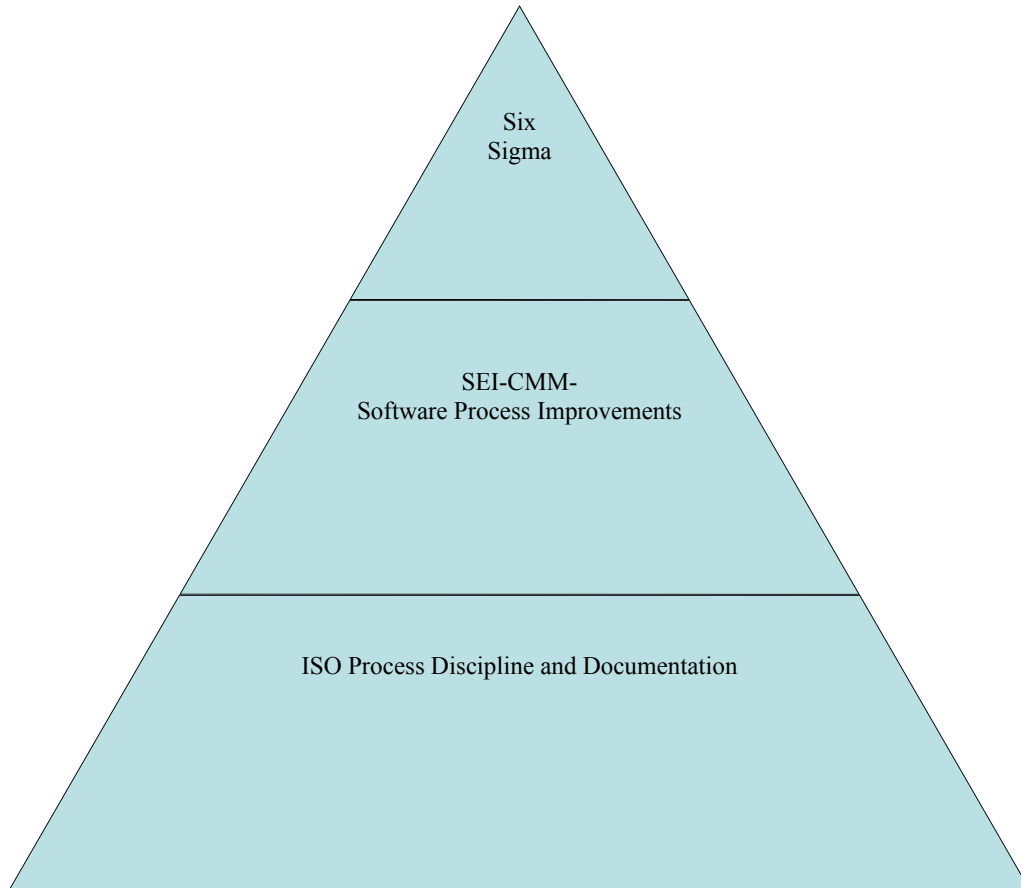 Six
Sigma
SEI-CMM-
Software Process Improvements
ISO Process Discipline and Documentation